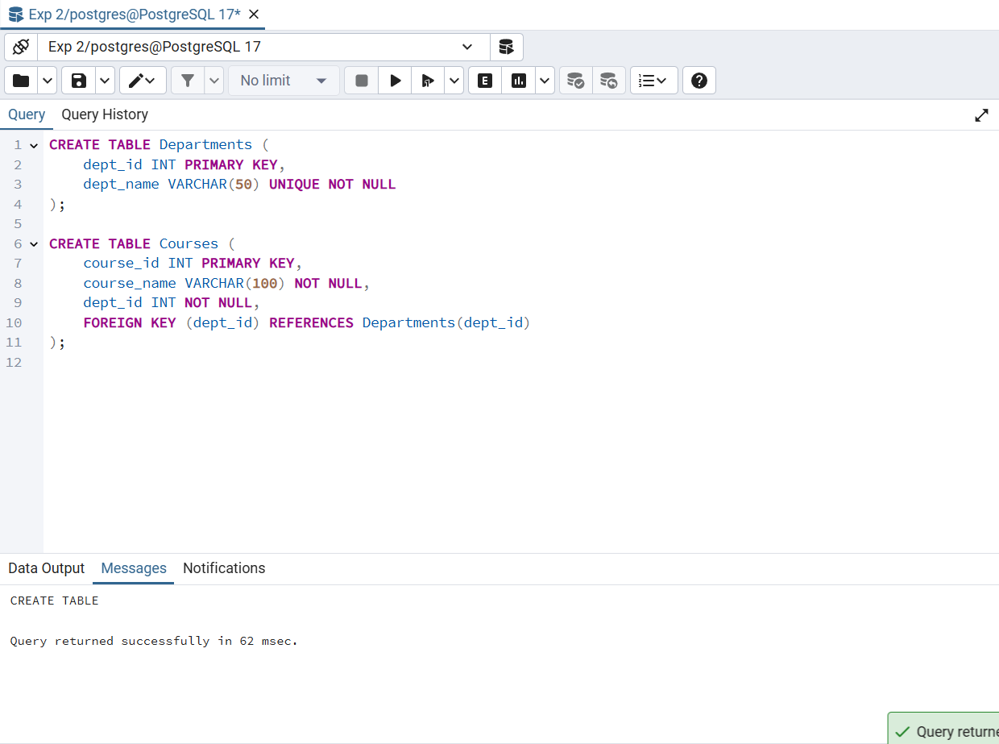 Exp 2/postgres@PostgreSQL 17*
Exp 2/postgres@PostgreSQL 17
No limit
E
Query Query History
1 CREATE TABLE Departments (
2 dept_id INT PRIMARY KEY,
3 dept_name VARCHAR(50) UNIQUE NOT NULL
4 );
5
6 CREATE TABLE Courses (
7 course_id INT PRIMARY KEY,
8 course_name VARCHAR(100) NOT NULL,
9 dept_id INT NOT NULL,
10 FOREIGN KEY (dept_id) REFERENCES Departments(dept_id)
11 );
12
Data Output Messages Notifications
CREATE TABLE
Query returned successfully in 62 msec.
Query returne